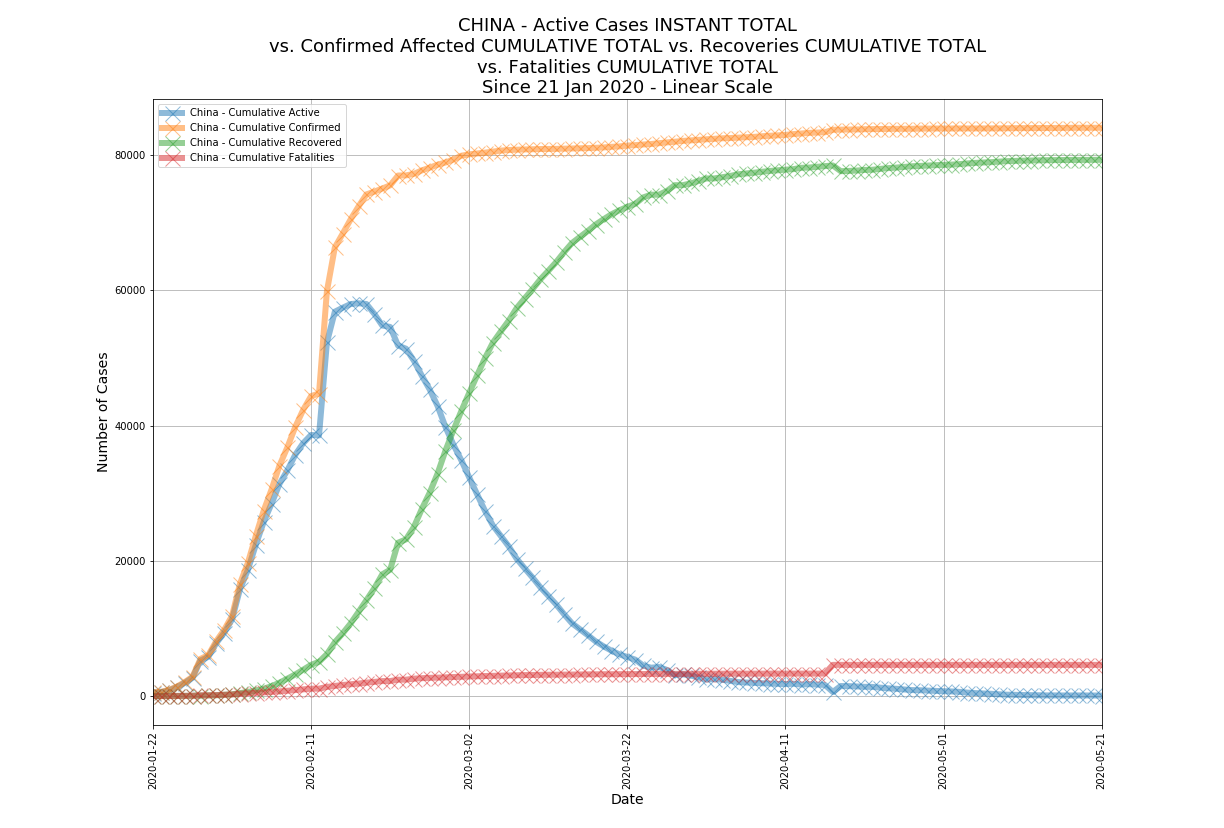 CHINA - Active Cases INSTANT TOTAL
vs. Confirmed Affected CUMULATIVE TOTAL vs. Recoveries CUMULATIVE TOTAL
vs. Fatalities CUMULATIVE TOTAL
Since 21 Jan 2020 - Linear Scale
China - Cumulative Active
China - Cumulative Confirmed
China - Cumulative Recovered
China - Cumulative Fatalities
80000
60000
40000
20000
0
Number of Cases
2020-01-22
2020-02-11
2020-03-02
2020-03-22
2020-04-11
2020-05-01
2020-05-21
Date